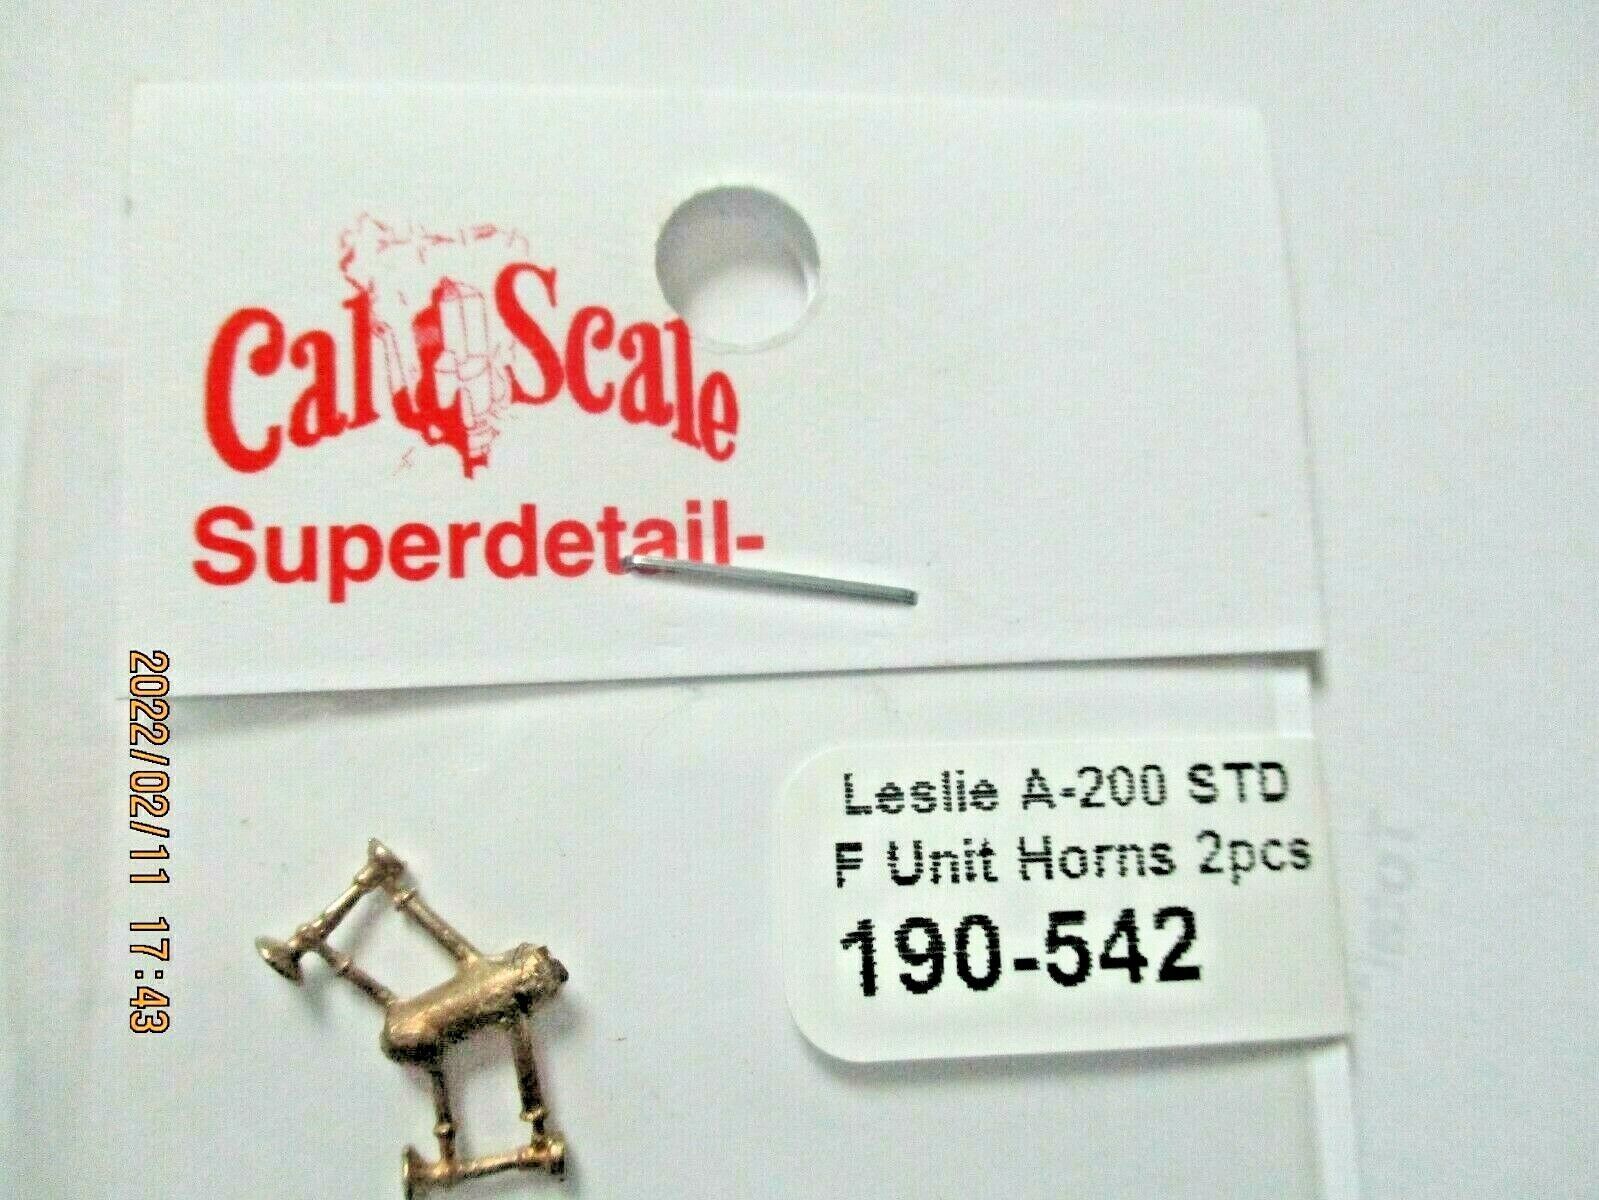 Cal Scale
Superdetail-
Leslie A-200 STD
F Unit Horns 2pcs
190-542
2022/02/11 17:43